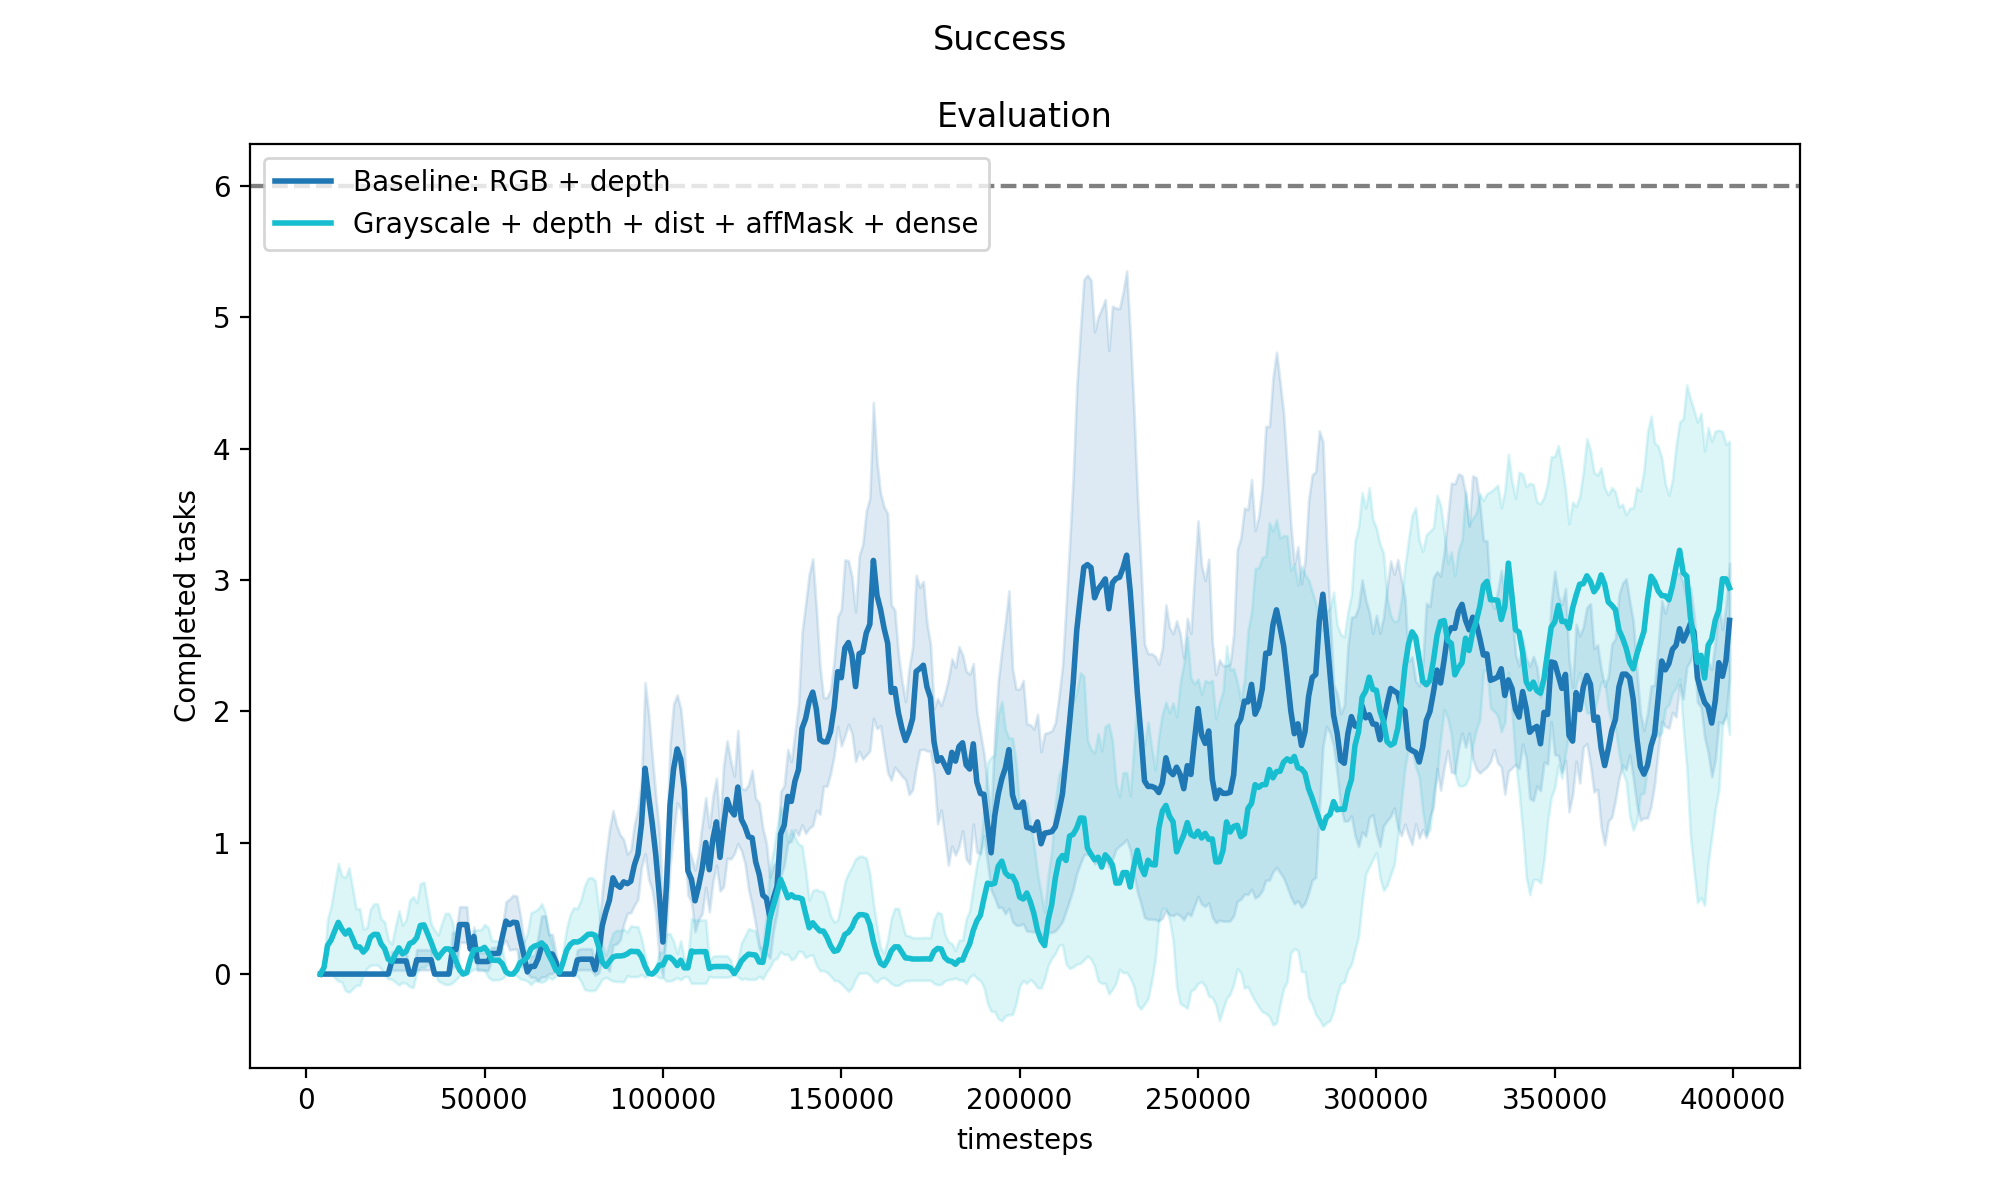 Success
Evaluation
Baseline: RGB + depth
Grayscale + depth + dist + affMask + dense
6
5
4
3
2
1
0
Completed tasks
0 50000 100000 150000 200000 250000 300000 350000 400000
timesteps